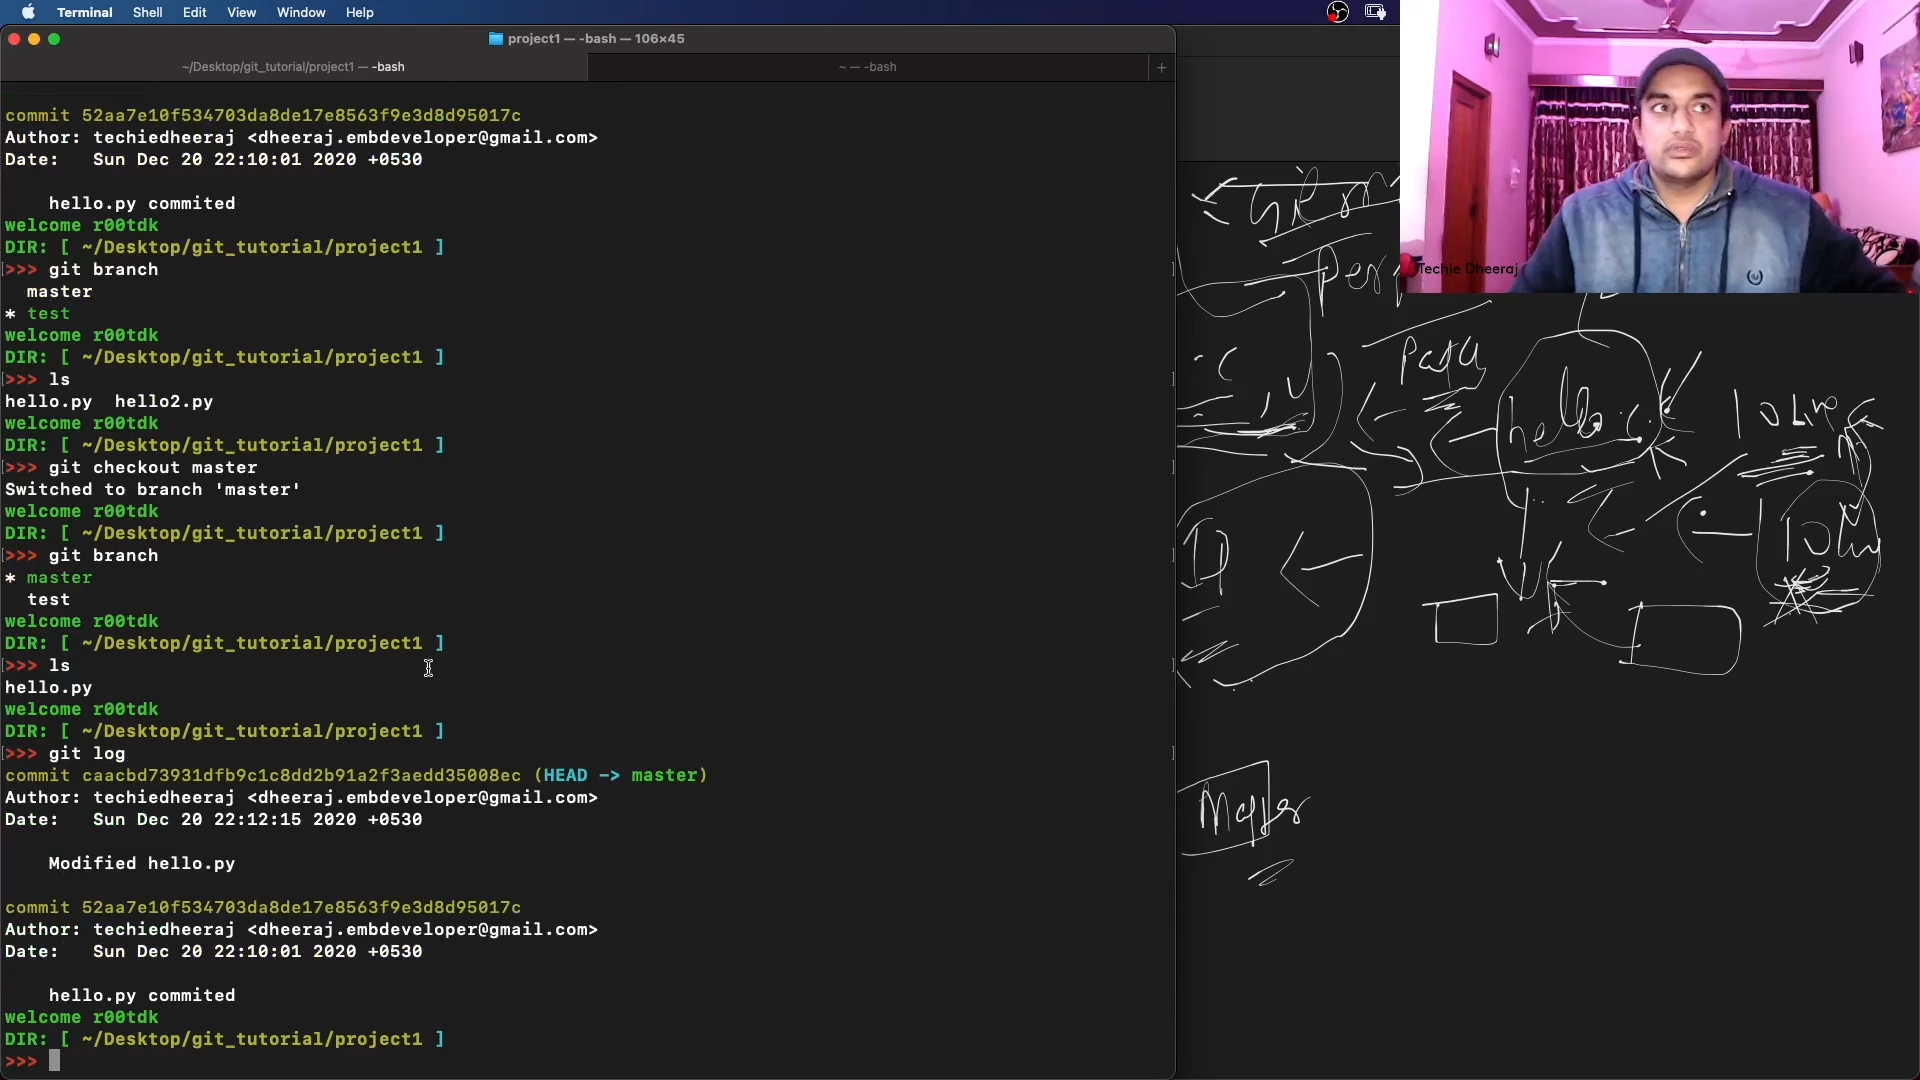 Terminal Shell Edit View Window Help
project1 — -bash — 106×45
~/Desktop/git_tutorial/project1 — -bash
~ — -bash
+
commit 52aa7e10f534703da8de17e8563f9e3d8d95017c
Author: techiedheeraj <dheeraj.embdeveloper@gmail.com>
Date:   Sun Dec 20 22:10:01 2020 +0530
hello.py commited
welcome r00tdk
DIR: [ ~/Desktop/git_tutorial/project1 ]
>>> git branch
master
* test
welcome r00tdk
DIR: [ ~/Desktop/git_tutorial/project1 ]
>>> ls
hello.py  hello2.py
welcome r00tdk
DIR: [ ~/Desktop/git_tutorial/project1 ]
>>> git checkout master
Switched to branch 'master'
welcome r00tdk
DIR: [ ~/Desktop/git_tutorial/project1 ]
>>> git branch
* master
test
welcome r00tdk
DIR: [ ~/Desktop/git_tutorial/project1 ]
>>> ls
hello.py
welcome r00tdk
DIR: [ ~/Desktop/git_tutorial/project1 ]
>>> git log
commit caacbd73931dfb9c1c8dd2b91a2f3aedd35008ec (HEAD -> master)
Author: techiedheeraj <dheeraj.embdeveloper@gmail.com>
Date:   Sun Dec 20 22:12:15 2020 +0530
Modified hello.py
commit 52aa7e10f534703da8de17e8563f9e3d8d95017c
Author: techiedheeraj <dheeraj.embdeveloper@gmail.com>
Date:   Sun Dec 20 22:10:01 2020 +0530
hello.py commited
welcome r00tdk
DIR: [ ~/Desktop/git_tutorial/project1 ]
>>>
Techie Dheeraj
Path
hello.c